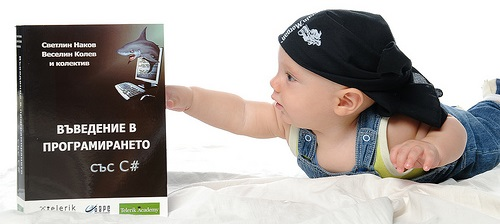 Светлин Наков
Веселин Колев
и колектив
ВЪВЕДЕНИЕ В
ПРОГРАМИРАНЕТО
със C#
telerik
Telerik Academy